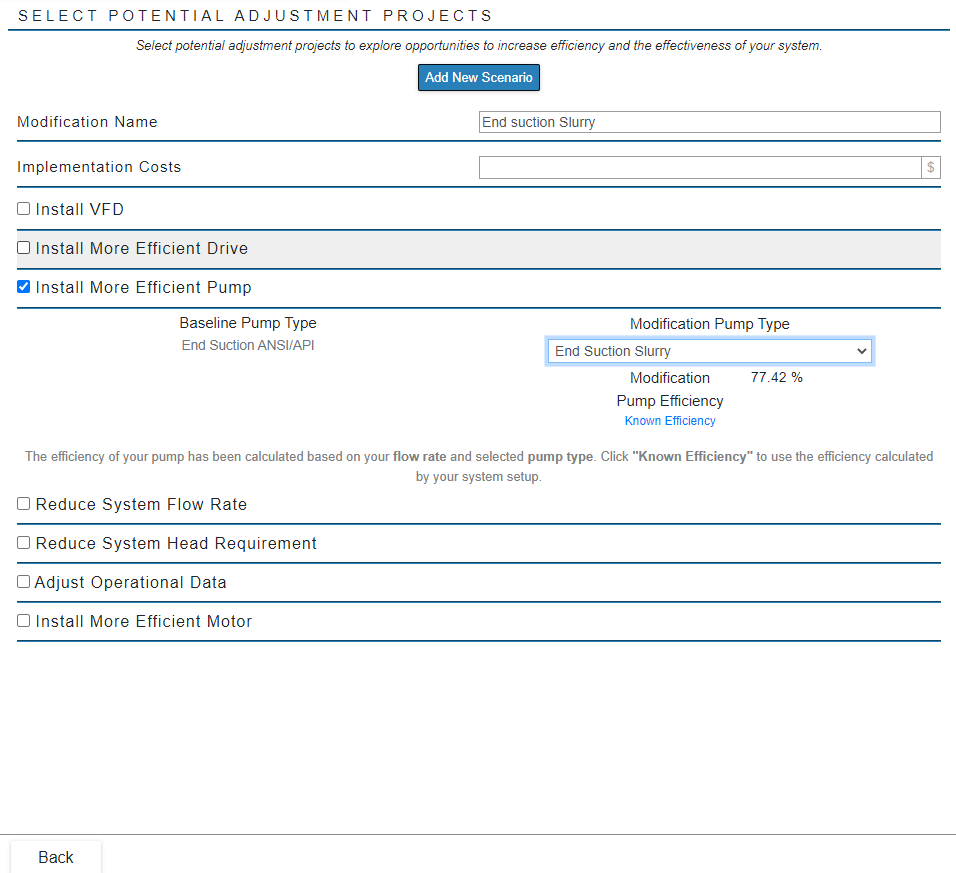 SELECT POTENTIAL ADJUSTMENT PROJECTS
Select potential adjustment projects to explore opportunities to increase efficiency and the effectiveness of your system.
Add New Scenario
Modification Name
End suction Slurry
Implementation Costs
$
Install VFD
Install More Efficient Drive
Install More Efficient Pump
Baseline Pump Type
End Suction ANSI/API
Modification Pump Type
End Suction Slurry
Modification 77.42 %
Pump Efficiency
Known Efficiency
The efficiency of your pump has been calculated based on your flow rate and selected pump type. Click "Known Efficiency" to use the efficiency calculated
by your system setup.
Reduce System Flow Rate
Reduce System Head Requirement
Adjust Operational Data
Install More Efficient Motor
Back